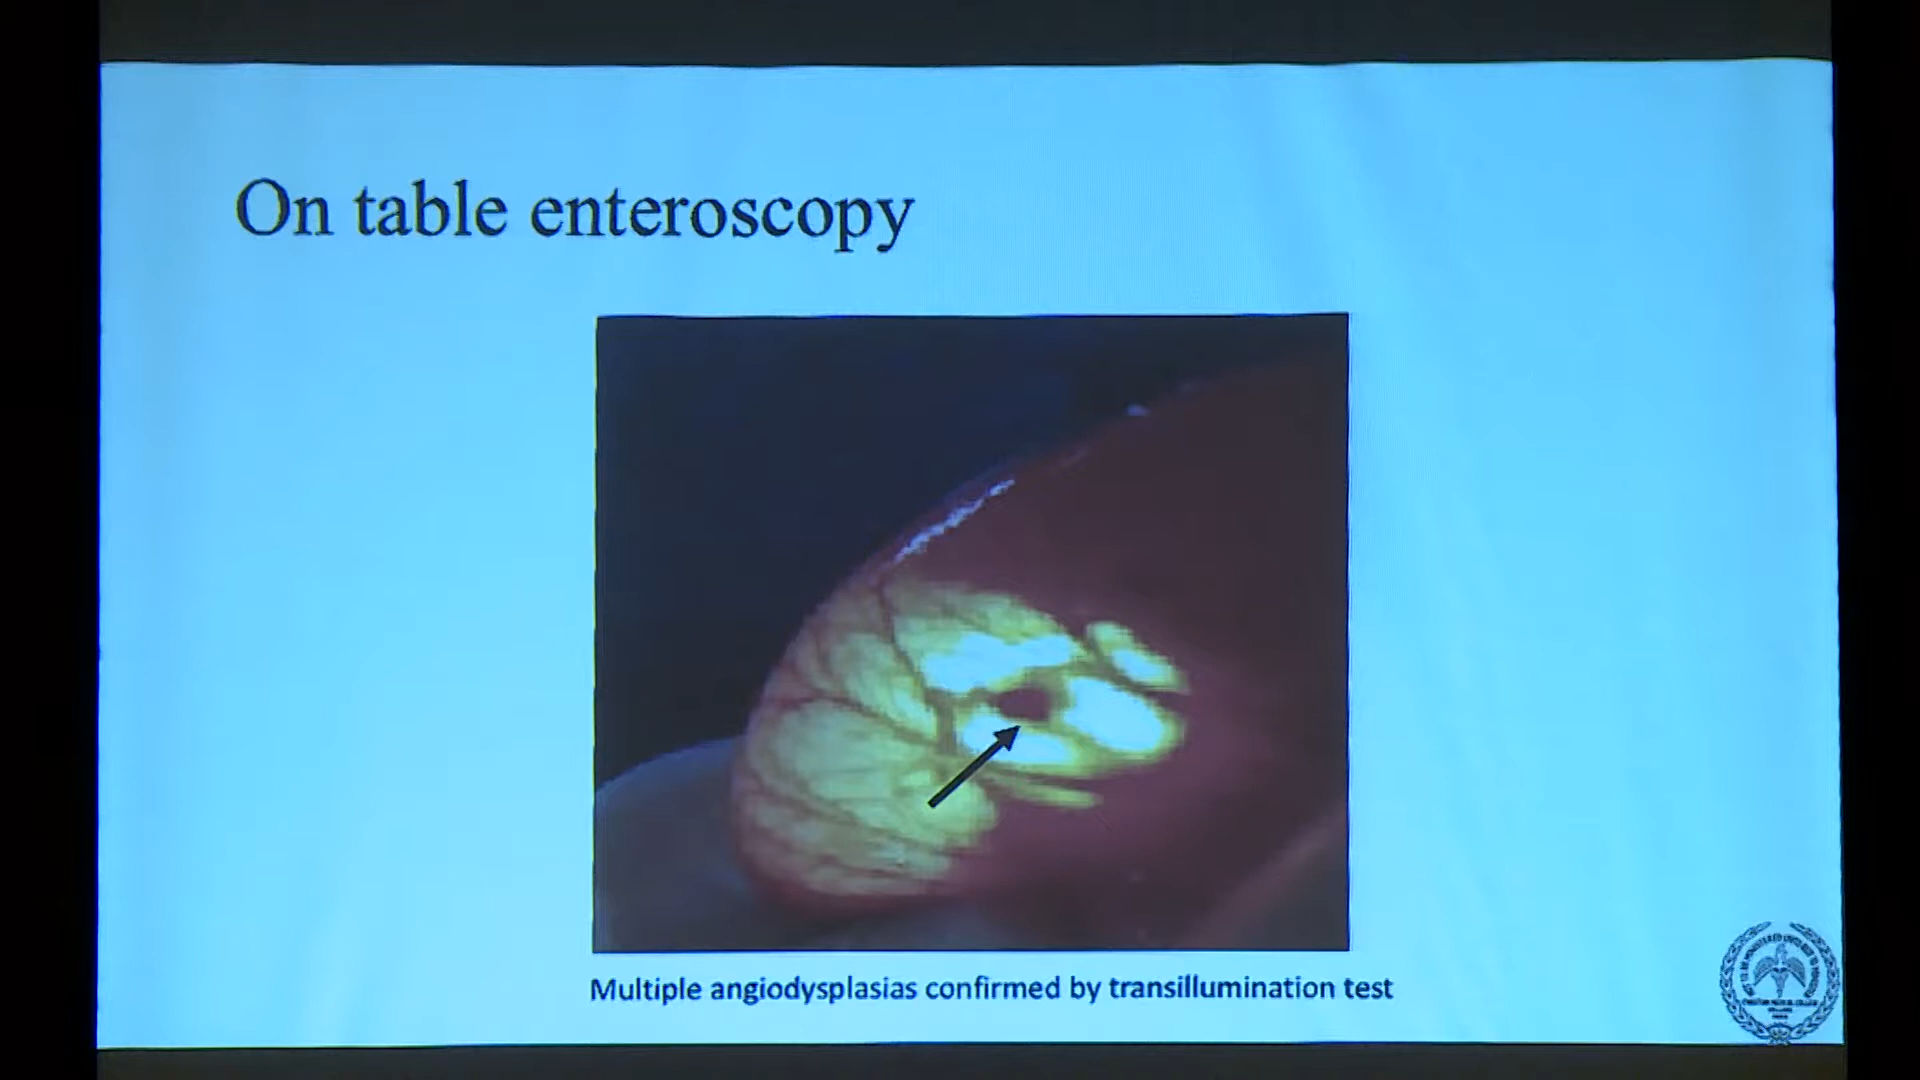 On table enteroscopy
Multiple angiodysplasias confirmed by transillumination test